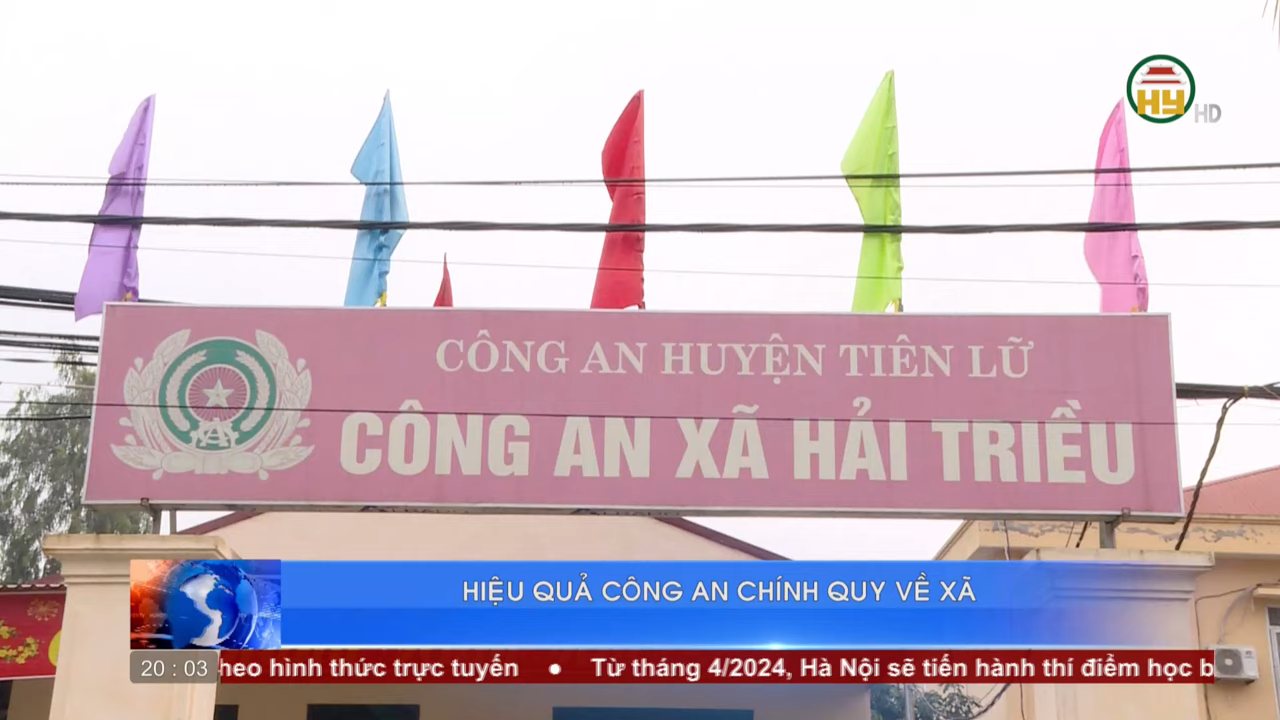 HY HD
CÔNG AN HUYỆN TIÊN LỮ
CÔNG AN XÃ HẢI TRIỀU
HIỆU QUẢ CÔNG AN CHÍNH QUY VỀ XÃ
20 : 03 heo hình thức trực tuyến • Từ tháng 4/2024, Hà Nội sẽ tiến hành thí điểm học b